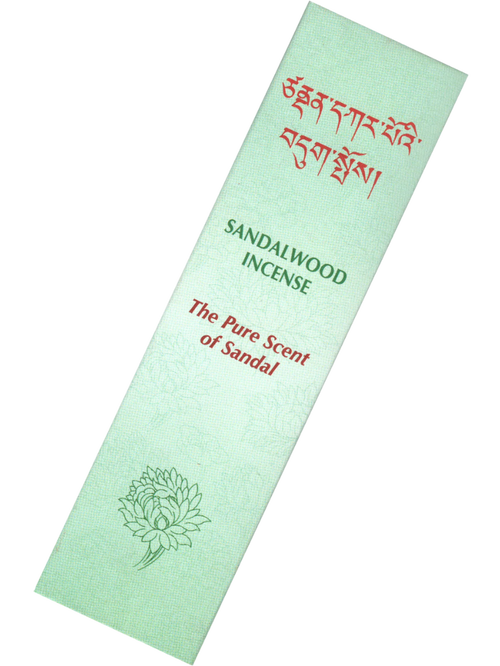 ཙནྡན་དཀར་པོའི་
བདུག་སྤོས།
SANDALWOOD
INCENSE
The Pure Scent
of Sandal